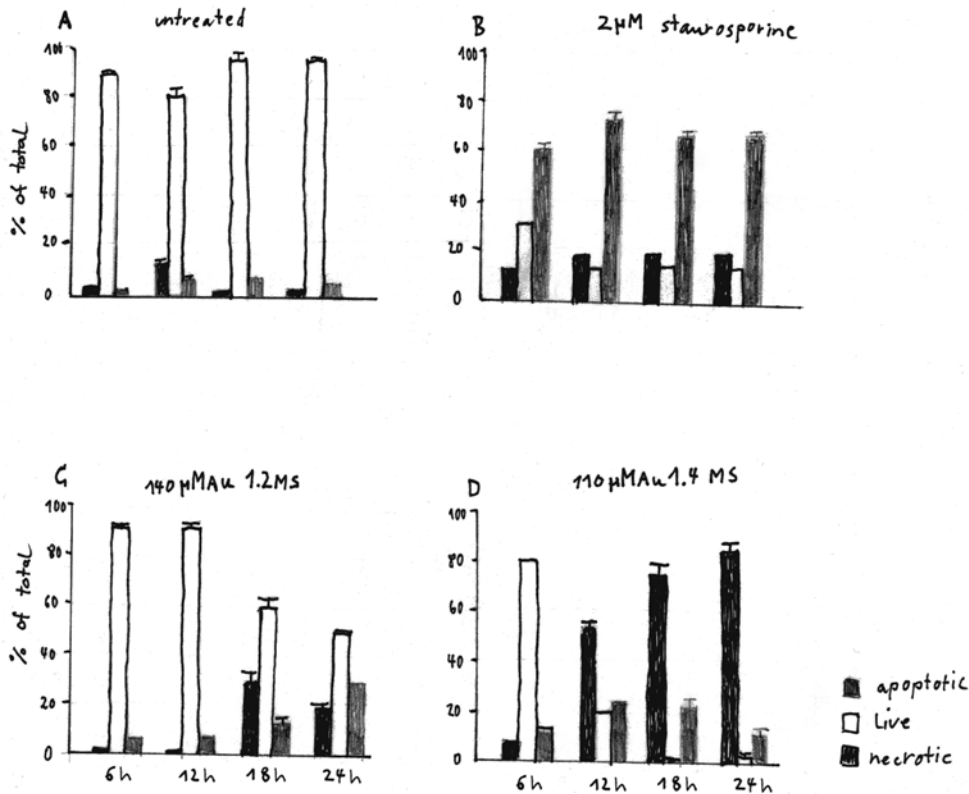 A untreated
% of total
100
80
60
40
20
0
B 2µM staurosporine
100
80
60
40
20
0
C 140µMAu 1.2MS
% of total
100
80
60
40
20
0
6h 12h 18h 24h
D 110µMAu 1.4 MS
100
80
60
40
20
0
6h 12h 18h 24h
apoptotic
Live
necrotic